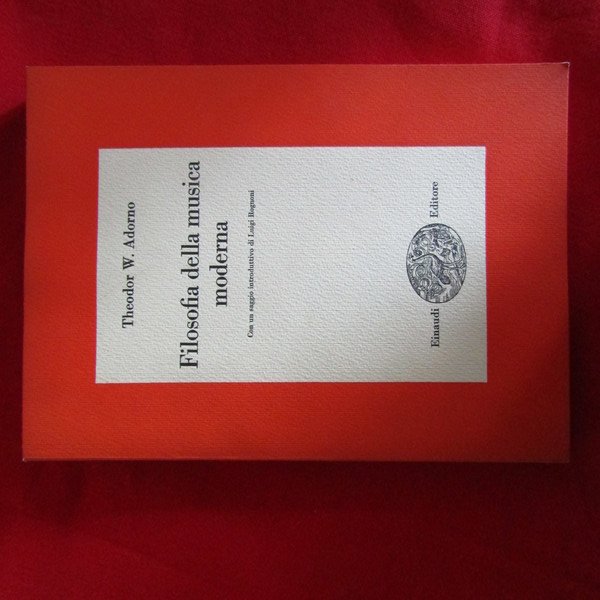 Theodor W. Adorno
Filosofia della musica
moderna
Con un saggio introduttivo di Luigi Rognoni
Einaudi Editore